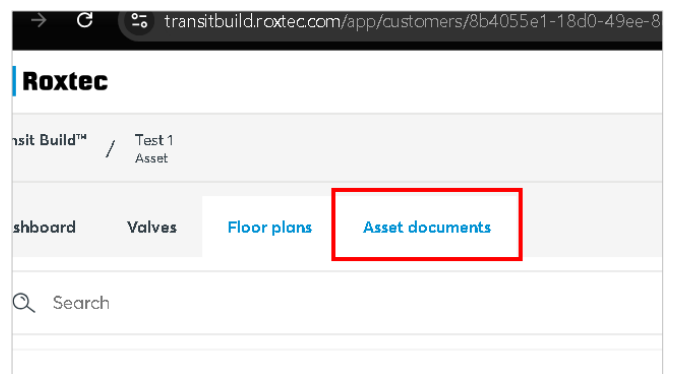 transitbuild.roxtec.com/app/customers/8b4055e1-18d0-49ee-8
Roxtec
nsit Build™ / Test 1
Asset
shboard Valves Floor plans Asset documents
Search